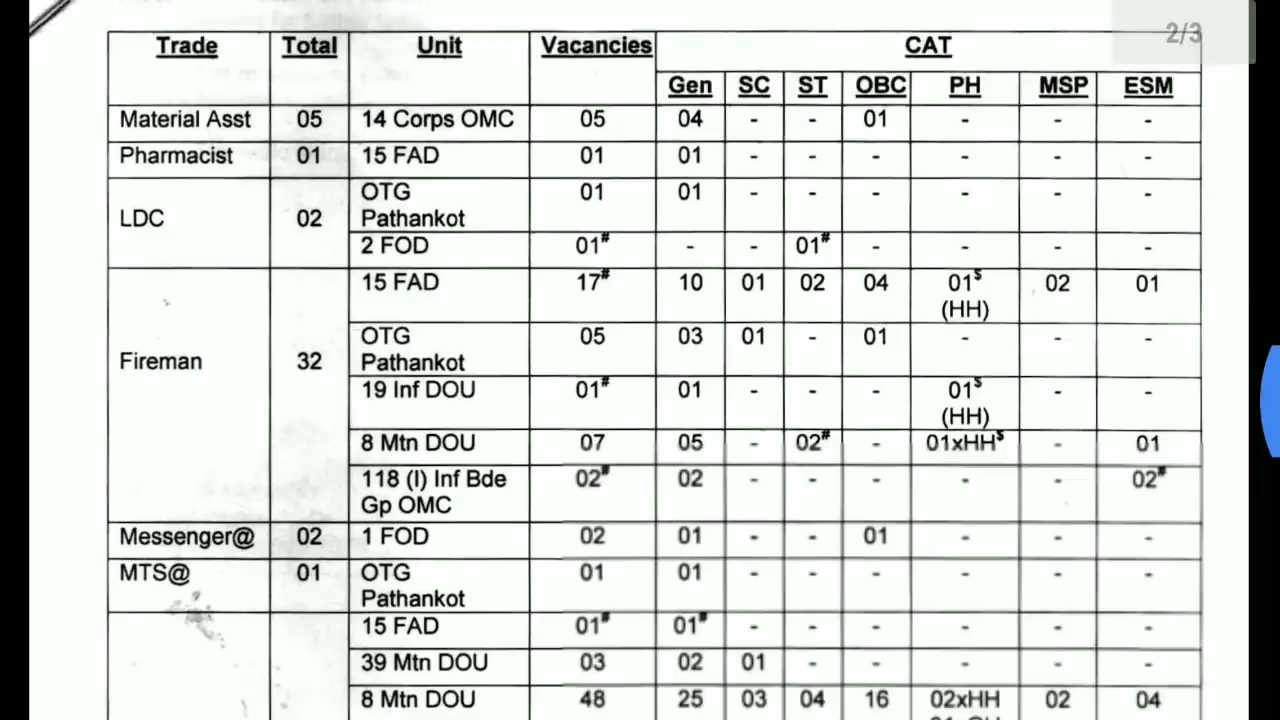 2/3
Trade Total Unit Vacancies CAT
Gen SC ST OBC PH MSP ESM
Material Asst 05 14 Corps OMC 05 04 - - 01 - - -
Pharmacist 01 15 FAD 01 01 - - - - - -
LDC 02 OTG Pathankot 01 01 - - - - - -
2 FOD 01# - - 01# - - - -
Fireman 32 15 FAD 17# 10 01 02 04 01$ (HH) 02 01
OTG Pathankot 05 03 01 - 01 - - -
19 Inf DOU 01# 01 - - - 01$ (HH) - -
8 Mtn DOU 07 05 - 02# - 01xHH$ - 01
118 (I) Inf Bde Gp OMC 02# 02 - - - - - 02#
Messenger@ 02 1 FOD 02 01 - - 01 - - -
MTS@ 01 OTG Pathankot 01 01 - - - - - -
15 FAD 01# 01# - - - - - -
39 Mtn DOU 03 02 01 - - - - -
8 Mtn DOU 48 25 03 04 16 02xHH 02 04